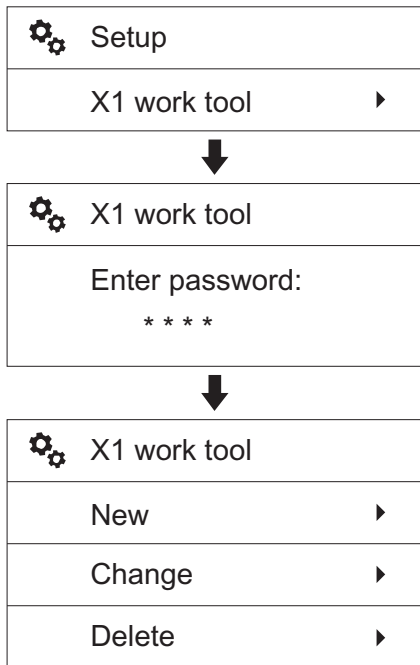 Setup
X1 work tool
X1 work tool
Enter password:
* * * *
X1 work tool
New
Change
Delete